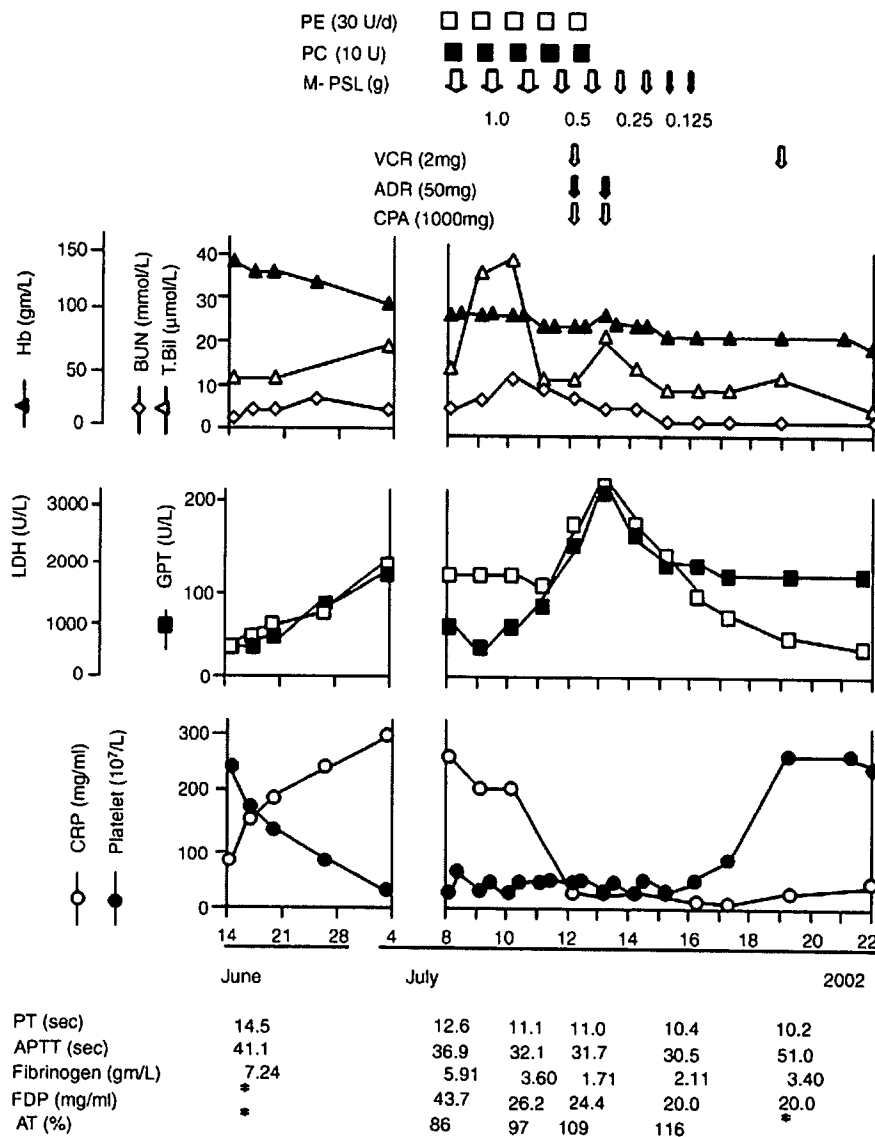 PE (30 U/d)
PC (10 U)
M- PSL (g)
1.0 0.5 0.25 0.125
VCR (2mg)
ADR (50mg)
CPA (1000mg)
Hb (gm/L)
150
100
50
0
BUN (mmol/L)
T.Bil (μmol/L)
40
30
20
10
0
LDH (U/L)
3000
2000
1000
0
GPT (U/L)
200
100
0
CRP (mg/ml)
Platelet (10⁷/L)
300
200
100
0
14 21 28 4 8 10 12 14 16 18 20 22
June July 2002
PT (sec) 14.5 12.6 11.1 11.0 10.4 10.2
APTT (sec) 41.1 36.9 32.1 31.7 30.5 51.0
Fibrinogen (gm/L) 7.24 5.91 3.60 1.71 2.11 3.40
FDP (mg/ml) * 43.7 26.2 24.4 20.0 20.0
AT (%) * 86 97 109 116 *